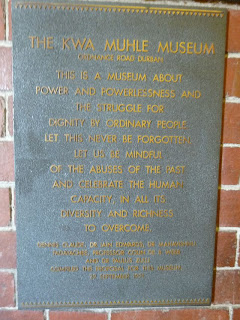 THE KWA MUHLE MUSEUM
ORDNANCE ROAD DURBAN
THIS IS A MUSEUM ABOUT
POWER AND POWERLESSNESS AND
THE STRUGGLE FOR
DIGNITY BY ORDINARY PEOPLE
LET THIS NEVER BE FORGOTTEN
LET US BE MINDFUL
OF THE ABUSES OF THE PAST
AND CELEBRATE THE HUMAN
CAPACITY, IN ALL ITS
DIVERSITY AND RICHNESS
TO OVERCOME.